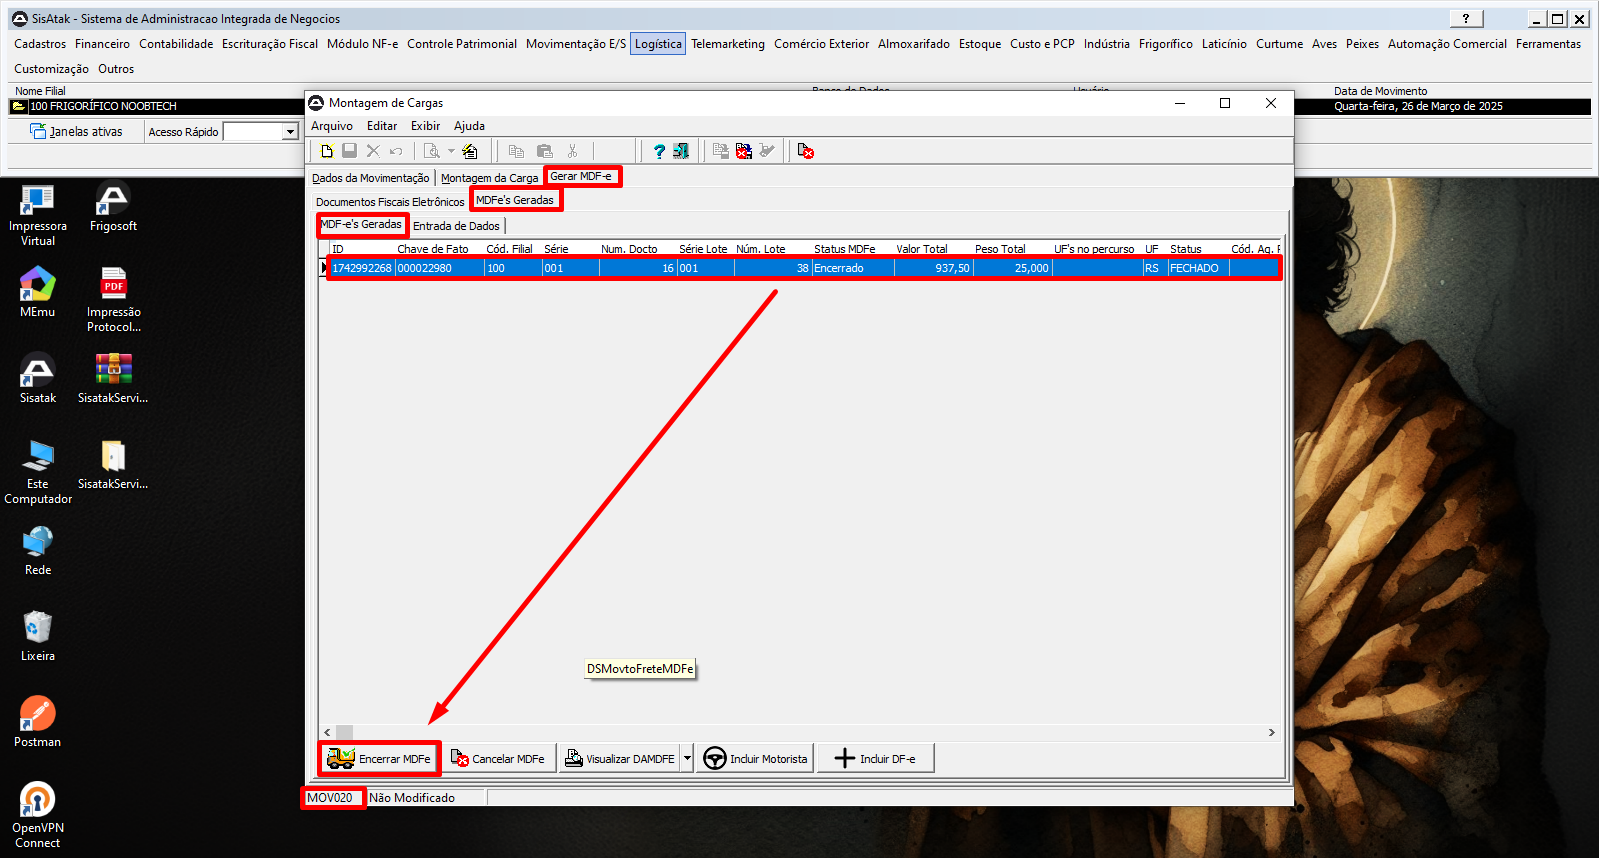 SisAtak - Sistema de Administracao Integrada de Negocios
?
Cadastros Financeiro Contabilidade Escrituração Fiscal Módulo NF-e Controle Patrimonial Movimentação E/S Logística Telemarketing Comércio Exterior Almoxarifado Estoque Custo e PCP Indústria Frigorífico Laticínio Curtume Aves Peixes Automação Comercial Ferramentas
Customização Outros
Nome Filial
Data de Movimento
100 FRIGORÍFICO NOOBTECH
Quarta-feira, 26 de Março de 2025
Janelas ativas
Acesso Rápido
Montagem de Cargas
Arquivo Editar Exibir Ajuda
Dados da Movimentação Montagem da Carga Gerar MDF-e
Documentos Fiscais Eletrônicos MDFe's Geradas
MDF-e's Geradas Entrada de Dados
ID Chave de Fato Cód. Filial Série Num. Docto Série Lote Núm. Lote Status MDFe Valor Total Peso Total UF's no percurso UF Status Cód. Ag. F
1742992268 000022980 100 001 16 001 38 Encerrado 937,50 25,000 RS FECHADO
DSMovtoFreteMDFe
Encerrar MDFe
Cancelar MDFe
Visualizar DAMDFE
Incluir Motorista
Incluir DF-e
MOV020 Não Modificado
Impressora
Virtual
Frigosoft
MEmu
PDF
Impressão
Protocol...
Sisatak
SisatakServi...
Este
Computador
SisatakServi...
Rede
Lixeira
Postman
OpenVPN
Connect